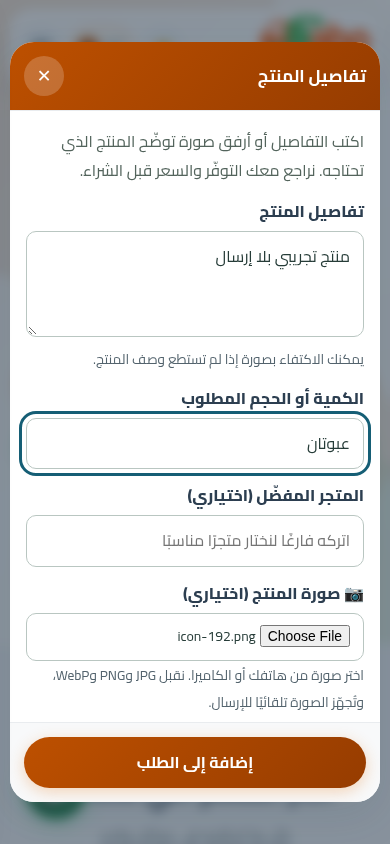 تفاصيل المنتج
✕
اكتب التفاصيل أو أرفق صورة توضّح المنتج الذي
تحتاجه. نراجع معك التوفّر والسعر قبل الشراء.
تفاصيل المنتج
منتج تجريبي بلا إرسال
يمكنك الاكتفاء بصورة إذا لم تستطع وصف المنتج.
الكمية أو الحجم المطلوب
عبوتان
المتجر المفضّل (اختياري)
اتركه فارغًا لنختار متجرًا مناسبًا
📷 صورة المنتج (اختياري)
Choose File icon-192.png
اختر صورة من هاتفك أو الكاميرا. نقبل JPG وPNG وWebP،
وتُجهّز الصورة تلقائيًا للإرسال.
إضافة إلى الطلب